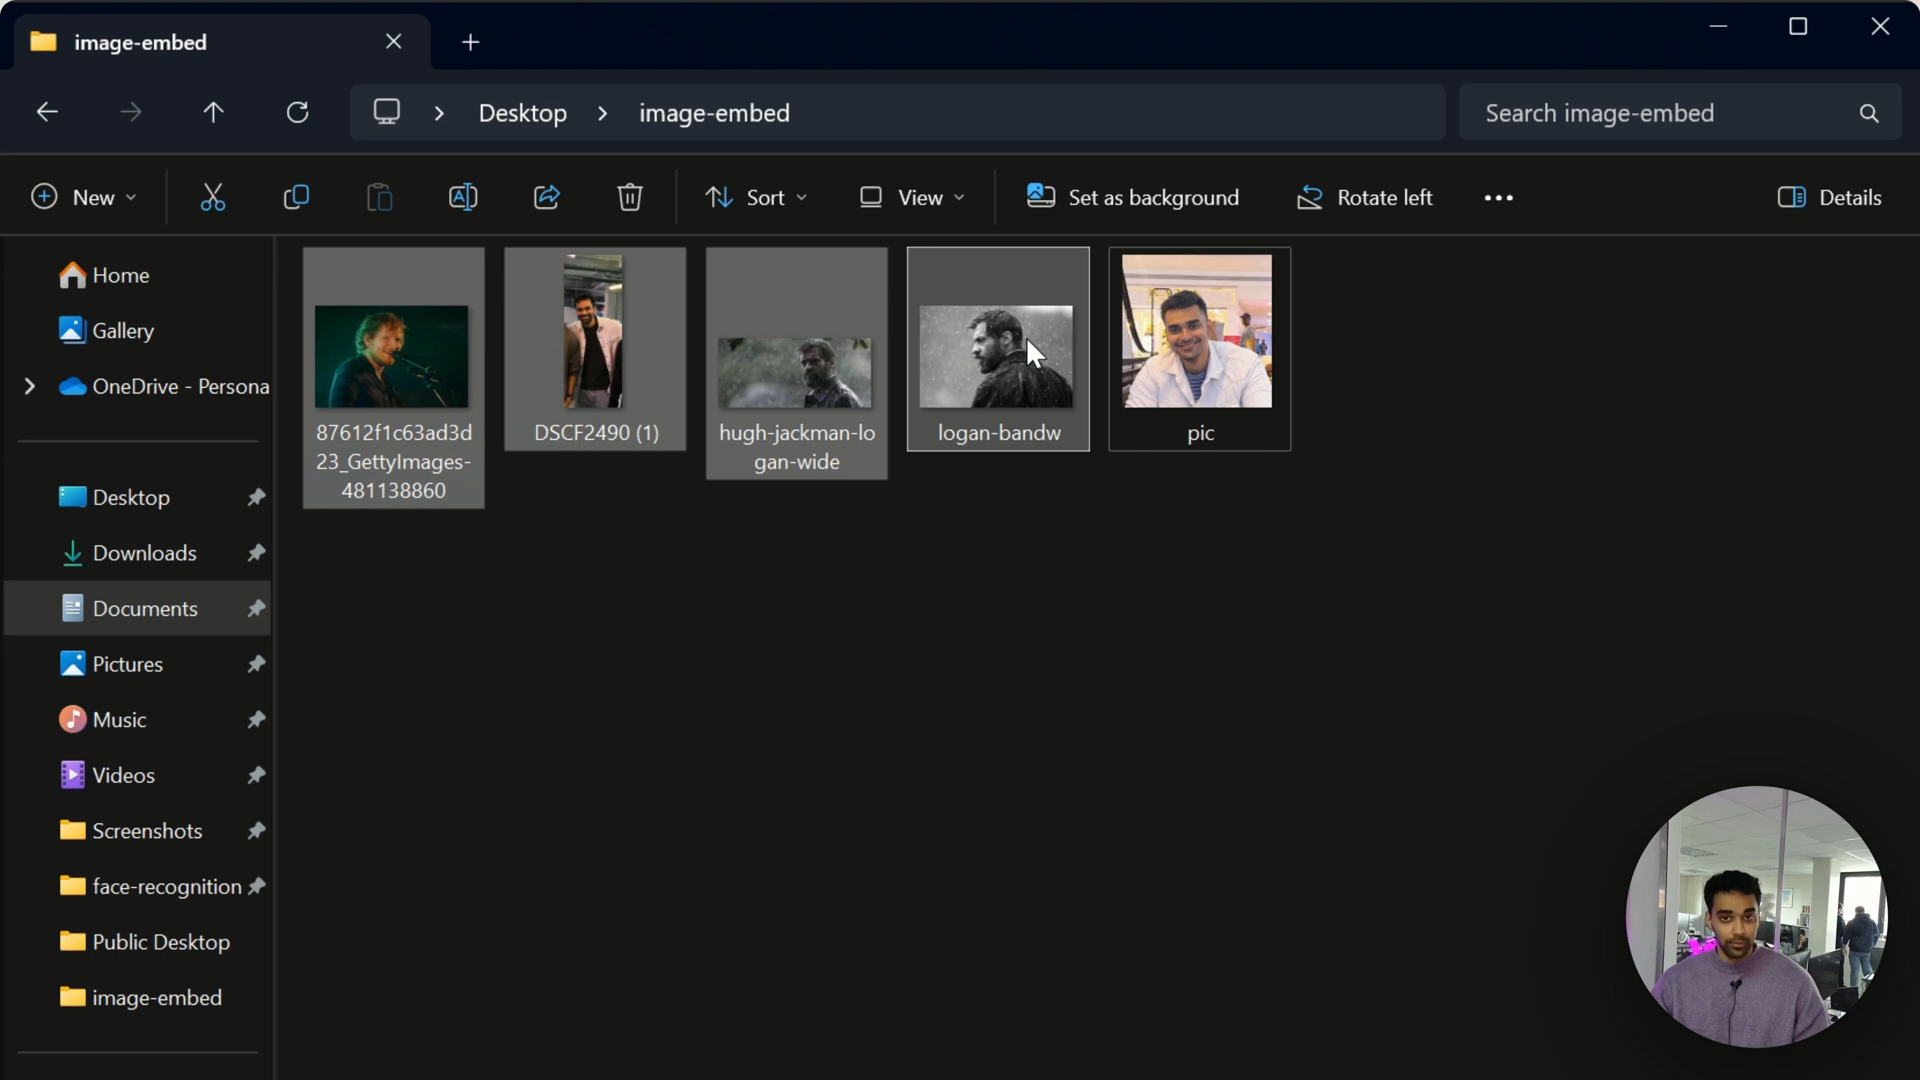 image-embed
Desktop
image-embed
Search image-embed
New
Sort
View
Set as background
Rotate left
Details
Home
Gallery
OneDrive - Persona
Desktop
Downloads
Documents
Pictures
Music
Videos
Screenshots
face-recognition
Public Desktop
image-embed
87612f1c63ad3d
23_GettyImages-
481138860
DSCF2490 (1)
hugh-jackman-lo
gan-wide
logan-bandw
pic